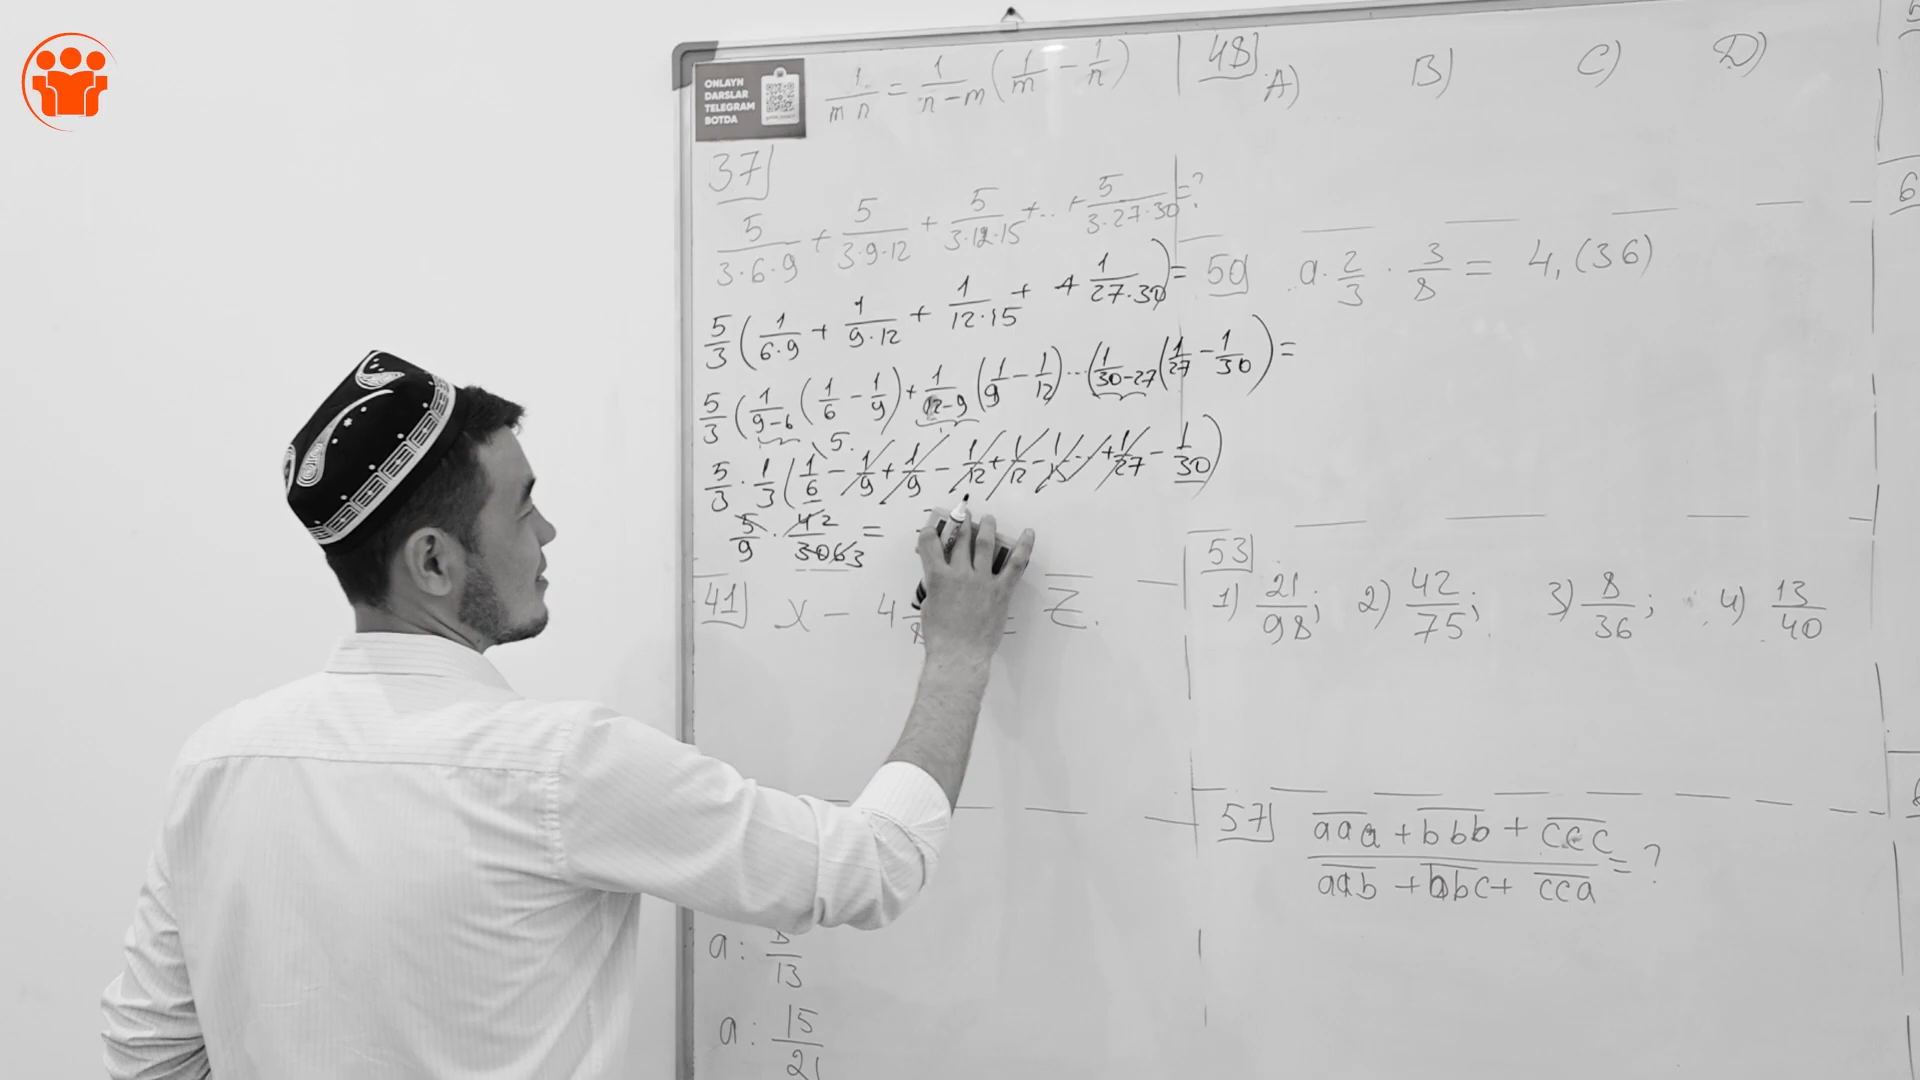 ONLAYN
DARSLAR
TELEGRAM
BOTDA
1/(m n) = 1/(n-m) (1/m - 1/n)
37
5/(3·6·9) + 5/(3·9·12) + 5/(3·12·15) + .. + 5/(3·27·30) = ?
5/3 (1/(6·9) + 1/(9·12) + 1/(12·15) + + 1/(27·30)) =
5/3 (1/(9-6) (1/6 - 1/9) + 1/(12-9) (1/9 - 1/12) ... (1/(30-27) (1/27 - 1/30)) =
5.
5/3 · 1/3 (1/6 - 1/9 + 1/9 - 1/12 + 1/12 - 1/15 .. + 1/27 - 1/30)
41
x - 4
8
= Z.
a:
13
a: 15/21
48
A) B) C) D)
50 a · 2/3 · 3/8 = 4,(36)
53
1) 21/98; 2) 42/75; 3) 8/36; 4) 13/40
57 (aaa + bbb + ccc)/(aab + bbc + cca) = ?
6